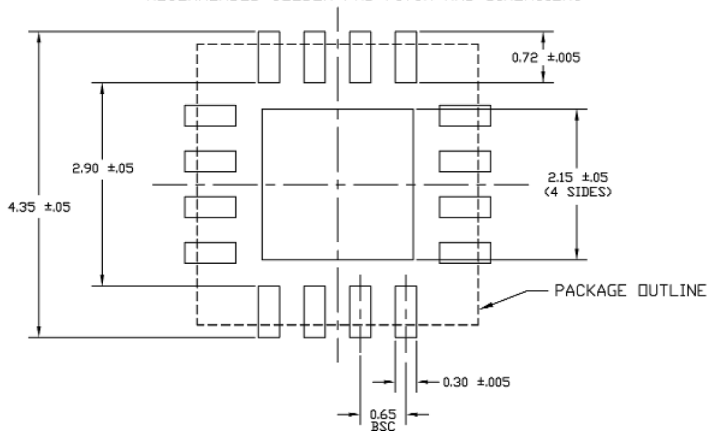 0.72 ±.005
2.90 ±.05
2.15 ±.05
(4 SIDES)
4.35 ±.05
PACKAGE OUTLINE
0.30 ±.005
0.65
BSC